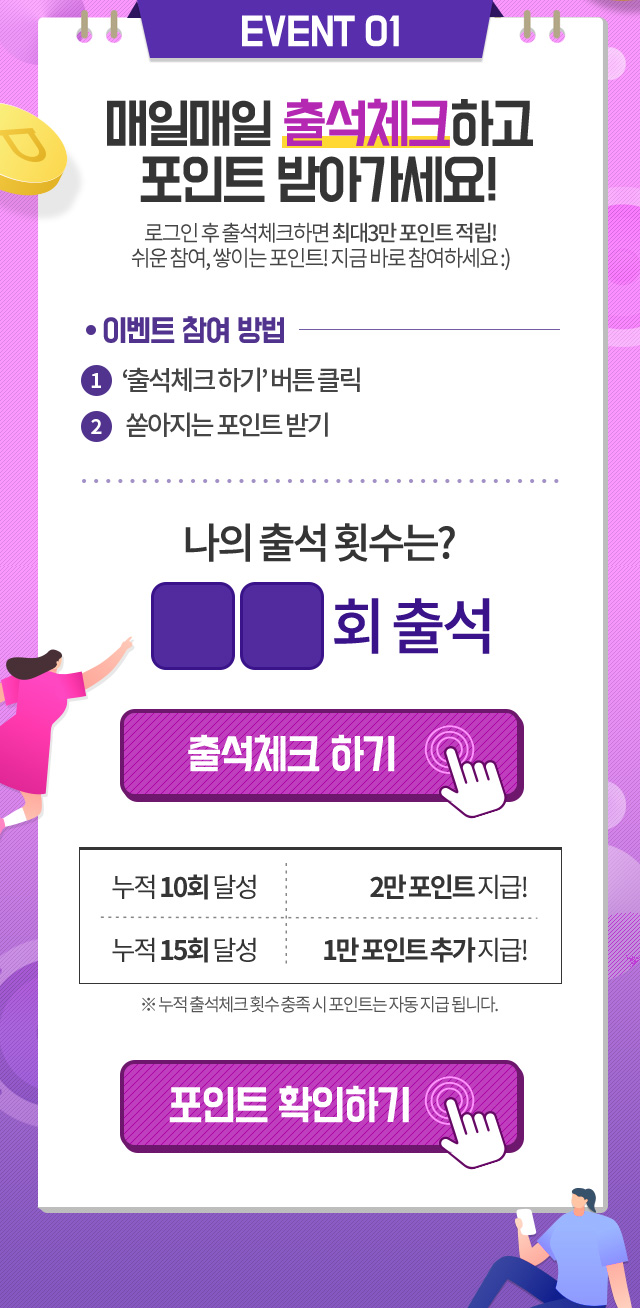 EVENT 01
매일매일 출석체크하고
포인트 받아가세요!
로그인 후 출석체크하면 최대3만 포인트 적립!
쉬운 참여, 쌓이는 포인트! 지금 바로 참여하세요 :)
• 이벤트 참여 방법
1 ‘출석체크 하기’ 버튼 클릭
2 쏟아지는 포인트 받기
나의 출석 횟수는?
회 출석
출석체크 하기
누적 10회 달성 2만 포인트 지급!
누적 15회 달성 1만 포인트 추가 지급!
※ 누적 출석체크 횟수 충족 시 포인트는 자동 지급 됩니다.
포인트 확인하기